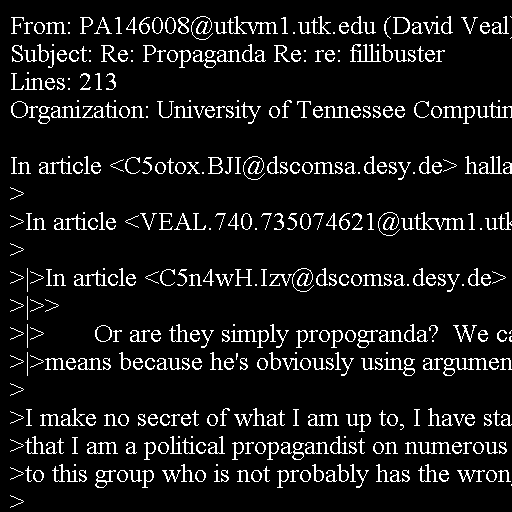 From: PA146008@utkvm1.utk.edu (David Veal)
Subject: Re: Propaganda Re: re: fillibuster
Lines: 213
Organization: University of Tennessee Computin
In article <C5otox.BJI@dscomsa.desy.de> halla
>
>In article <VEAL.740.735074621@utkvm1.utk
>
>|>In article <C5n4wH.Izv@dscomsa.desy.de>
>|>>
>|>       Or are they simply propogranda?  We ca
>|>means because he's obviously using argumen
>
>I make no secret of what I am up to, I have sta
>that I am a political propagandist on numerous
>to this group who is not probably has the wron
>